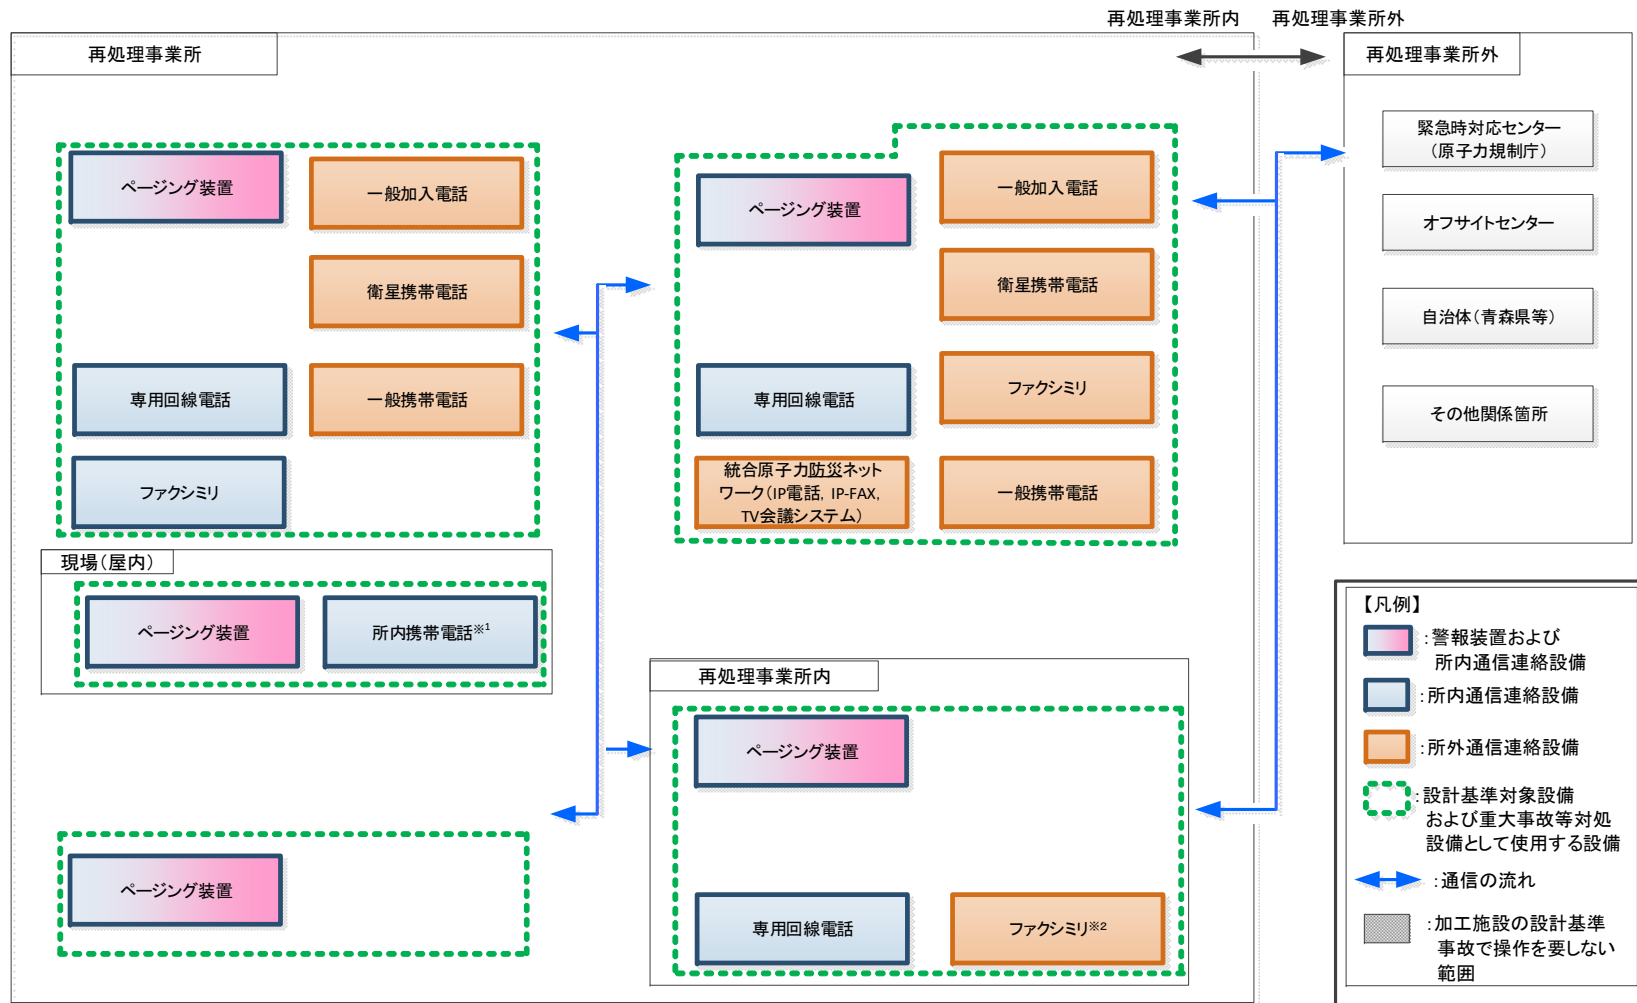 再処理事業所内
再処理事業所外
再処理事業所
再処理事業所外
ページング装置
一般加入電話
衛星携帯電話
専用回線電話
一般携帯電話
ファクシミリ
ページング装置
一般加入電話
衛星携帯電話
専用回線電話
ファクシミリ
統合原子力防災ネット
ワーク(IP電話, IP-FAX,
TV会議システム)
一般携帯電話
緊急時対応センター
(原子力規制庁)
オフサイトセンター
自治体(青森県等)
その他関係箇所
現場(屋内)
ページング装置
所内携帯電話※1
再処理事業所内
ページング装置
専用回線電話
ファクシミリ※2
ページング装置
【凡例】
:警報装置および
所内通信連絡設備
:所内通信連絡設備
:所外通信連絡設備
:設計基準対象設備
および重大事故等対処
設備として使用する設備
:通信の流れ
:加工施設の設計基準
事故で操作を要しない
範囲